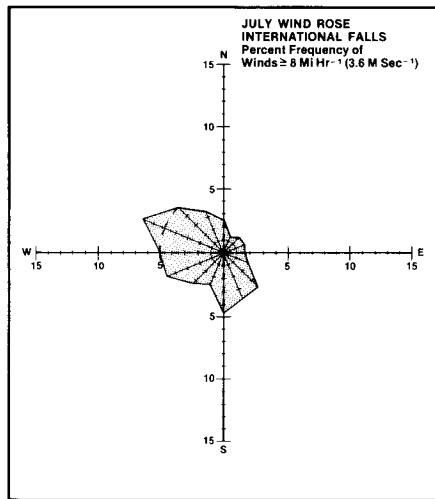 JULY WIND ROSE
INTERNATIONAL FALLS
Percent Frequency of
Winds ≥ 8 Mi Hr⁻¹ (3.6 M Sec⁻¹)
N
15
10
5
W
E
15
10
5
5
10
15
5
10
15
S